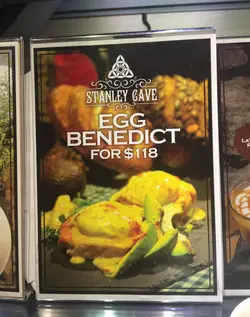 STANLEY CAVE
EGG
BENEDICT
FOR $118